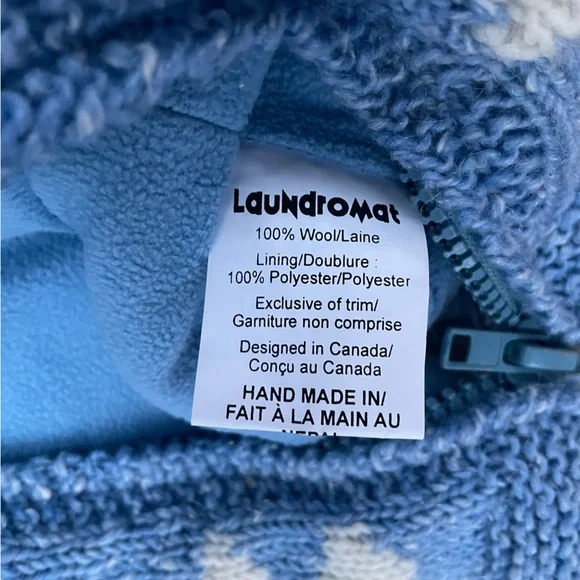 LaUNdroMat
100% Wool/Laine
Lining/Doublure :
100% Polyester/Polyester
Exclusive of trim/
Garniture non comprise
Designed in Canada/
Conçu au Canada
HAND MADE IN/
FAIT À LA MAIN AU
NEPAL